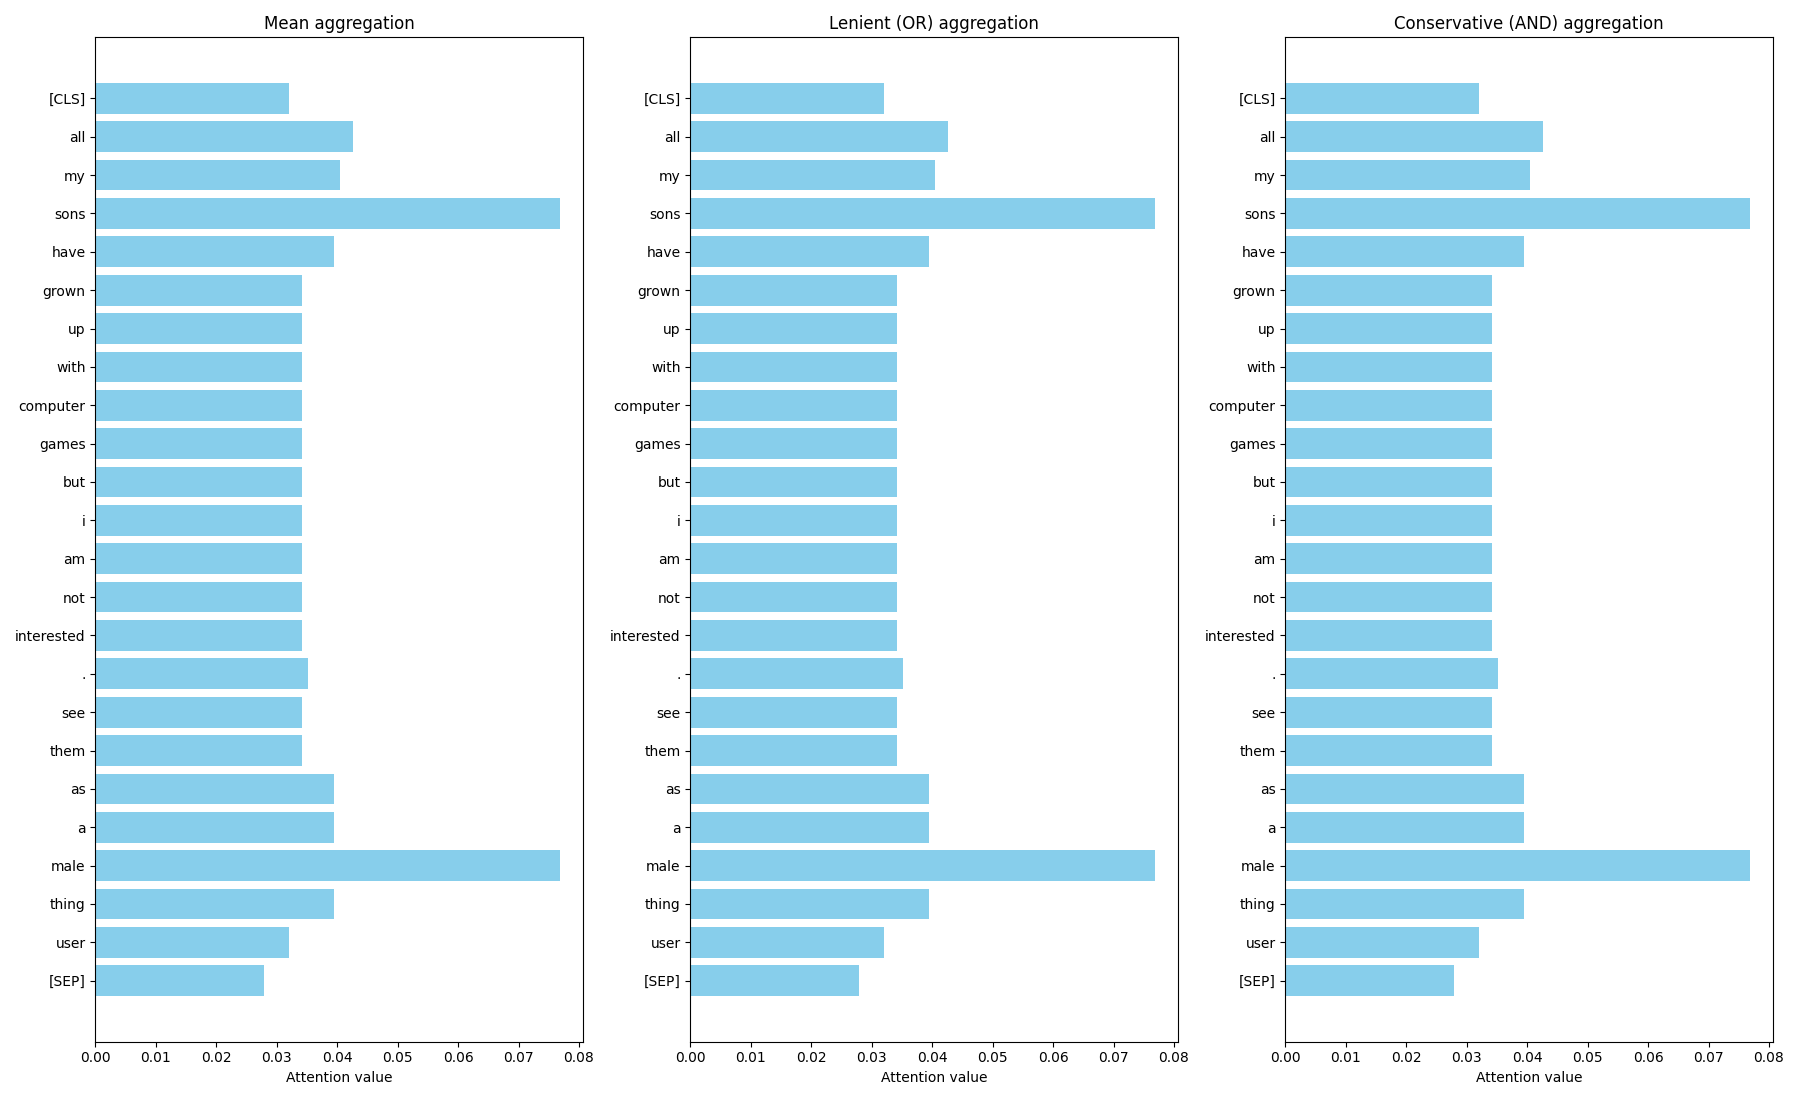 Mean aggregation
[CLS]
all
my
sons
have
grown
up
with
computer
games
but
i
am
not
interested
.
see
them
as
a
male
thing
user
[SEP]
0.00 0.01 0.02 0.03 0.04 0.05 0.06 0.07 0.08
Attention value
Lenient (OR) aggregation
[CLS]
all
my
sons
have
grown
up
with
computer
games
but
i
am
not
interested
.
see
them
as
a
male
thing
user
[SEP]
0.00 0.01 0.02 0.03 0.04 0.05 0.06 0.07 0.08
Attention value
Conservative (AND) aggregation
[CLS]
all
my
sons
have
grown
up
with
computer
games
but
i
am
not
interested
.
see
them
as
a
male
thing
user
[SEP]
0.00 0.01 0.02 0.03 0.04 0.05 0.06 0.07 0.08
Attention value